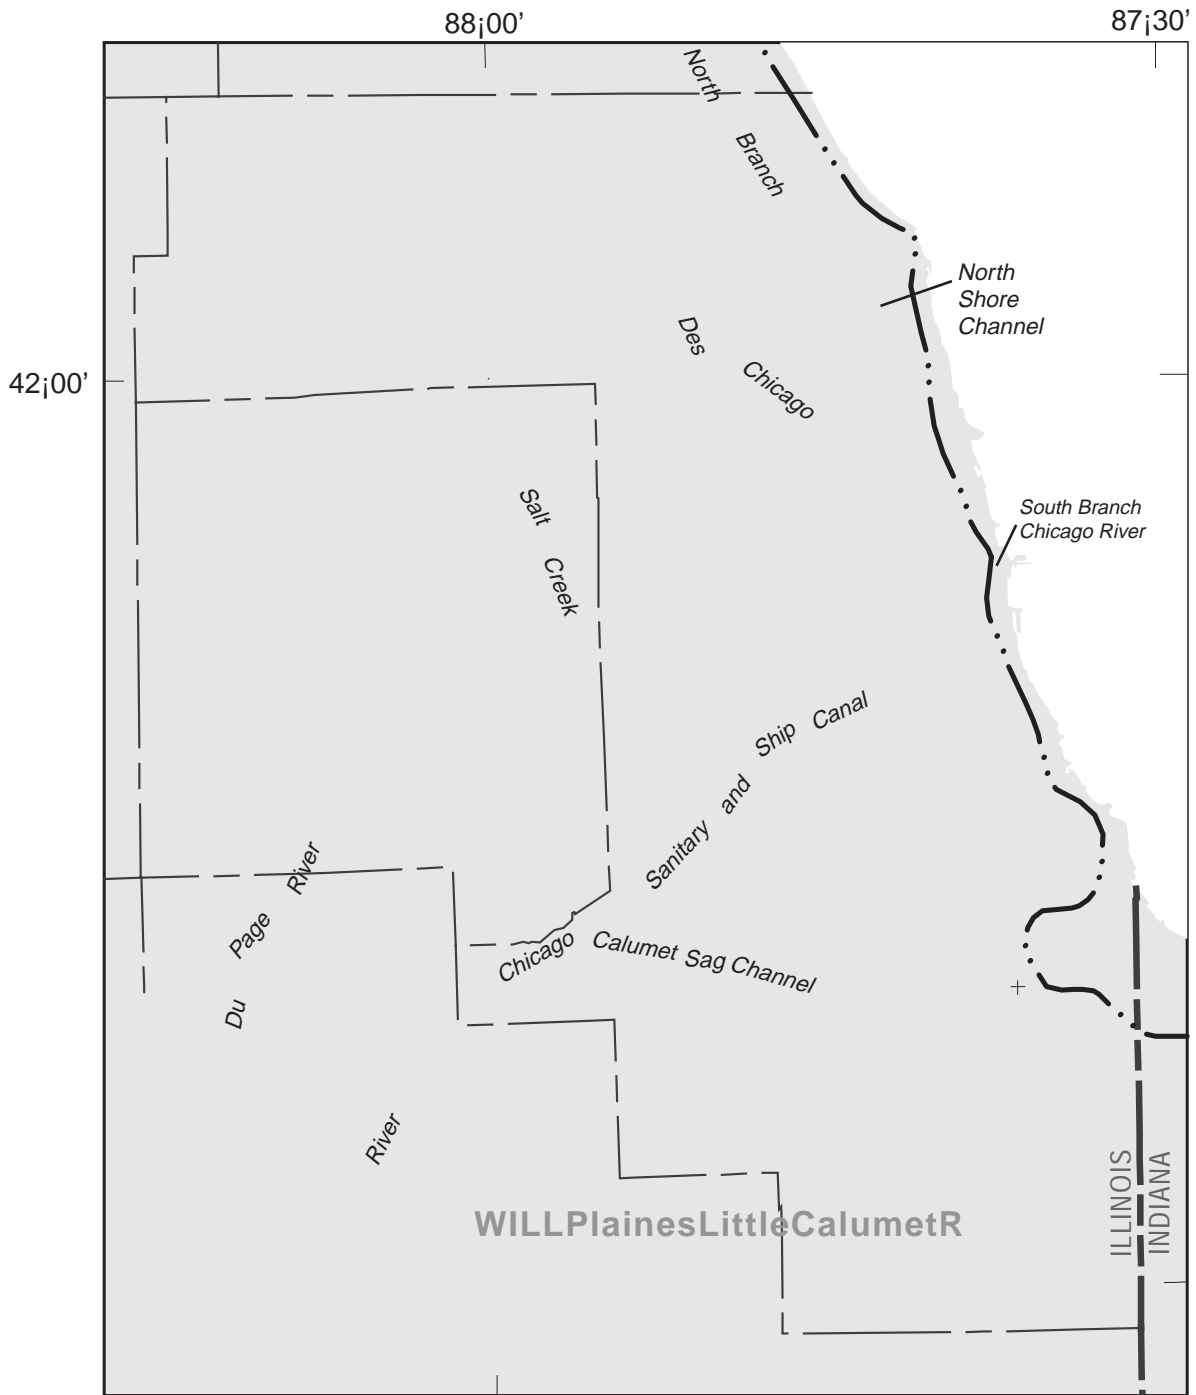 88¡00’
87¡30’
North
Branch
North
Shore
Channel
Des
Chicago
42¡00’
Salt
Creek
South Branch
Chicago River
Chicago
Sanitary and Ship Canal
Calumet Sag Channel
Du
Page
River
River
WILLPlainesLittleCalumetR
ILLINOIS
INDIANA